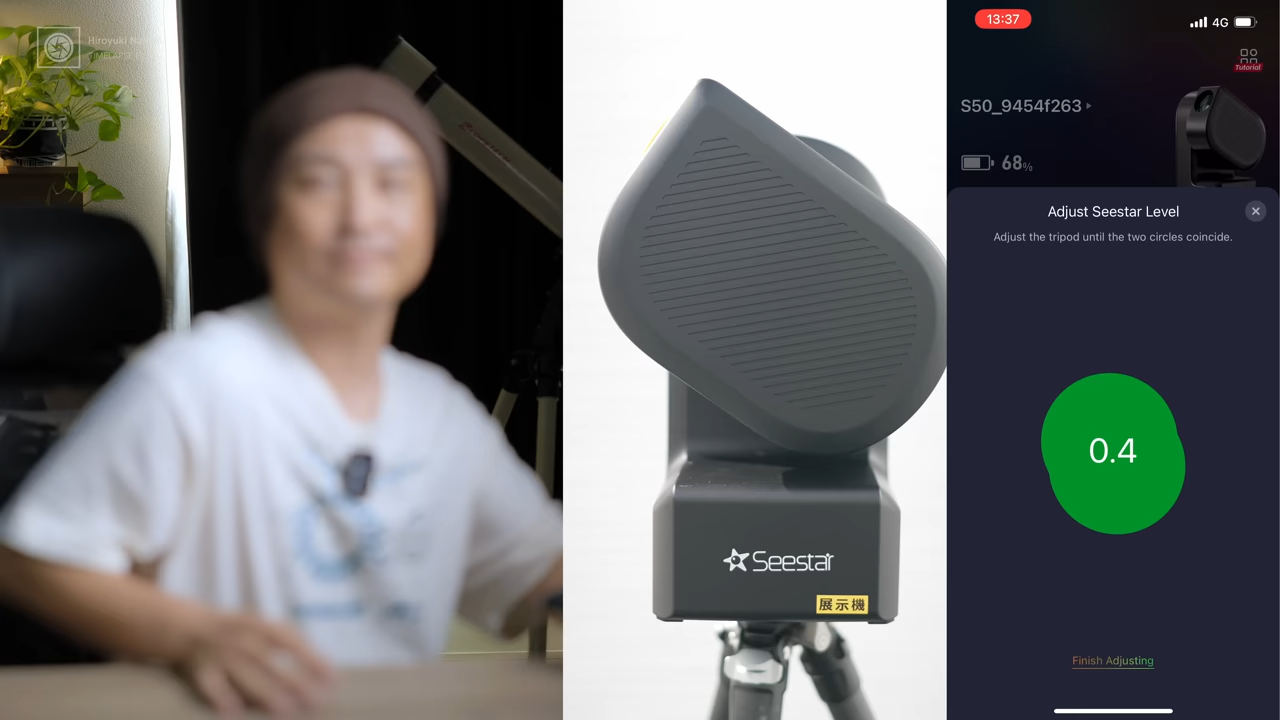 Hiroyuki
Seestar
展示機
13:37
4G
Tutorial
S50_9454f263
68%
Adjust Seestar Level
Adjust the tripod until the two circles coincide.
0.4
Finish Adjusting